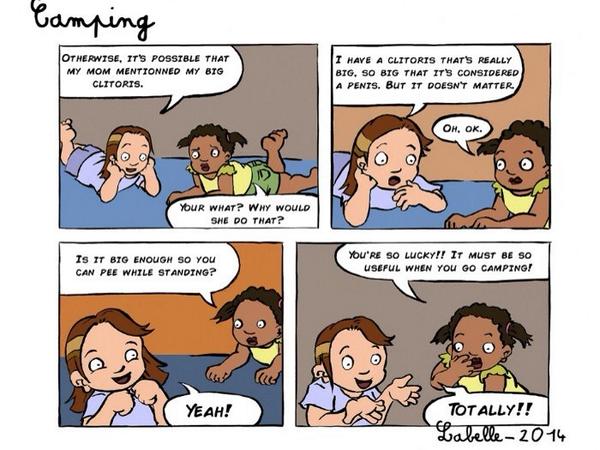 Camping
OTHERWISE, IT'S POSSIBLE THAT
MY MOM MENTIONNED MY BIG
CLITORIS.
YOUR WHAT? WHY WOULD
SHE DO THAT?
I HAVE A CLITORIS THAT'S REALLY
BIG, SO BIG THAT IT'S CONSIDERED
A PENIS. BUT IT DOESN'T MATTER.
OH, OK.
IS IT BIG ENOUGH SO YOU
CAN PEE WHILE STANDING?
YEAH!
YOU'RE SO LUCKY!! IT MUST BE SO
USEFUL WHEN YOU GO CAMPING!
TOTALLY!!
Labelle-2014